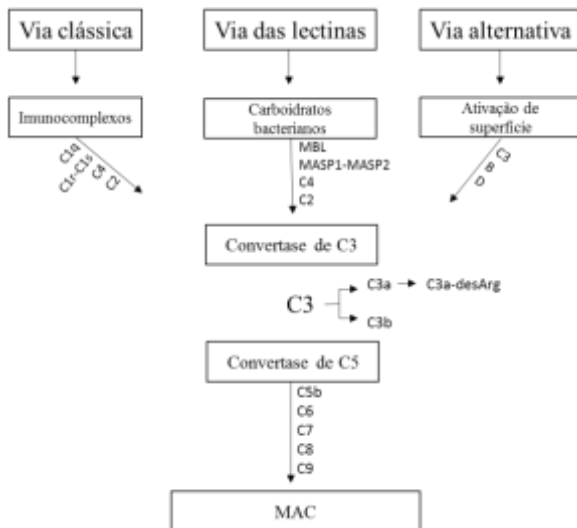 Via clássica
Via das lectinas
Via alternativa
Imunocomplexos
Carboidratos
bacterianos
Ativação de
superfície
C1q
C1r-C1s
C4
C2
MBL
MASP1-MASP2
C4
C2
C3
B
D
Convertase de C3
C3
C3a
C3a-desArg
C3b
Convertase de C5
C5b
C6
C7
C8
C9
MAC